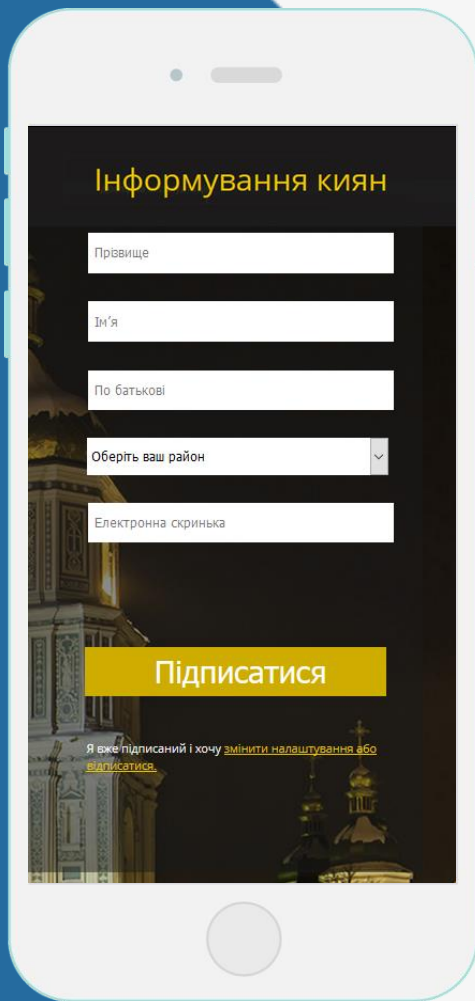 Інформування киян
Прізвище
Ім'я
По батькові
Оберіть ваш район
Електронна скринька
Підписатися
Я вже підписаний і хочу змінити налаштування або
відписатися.